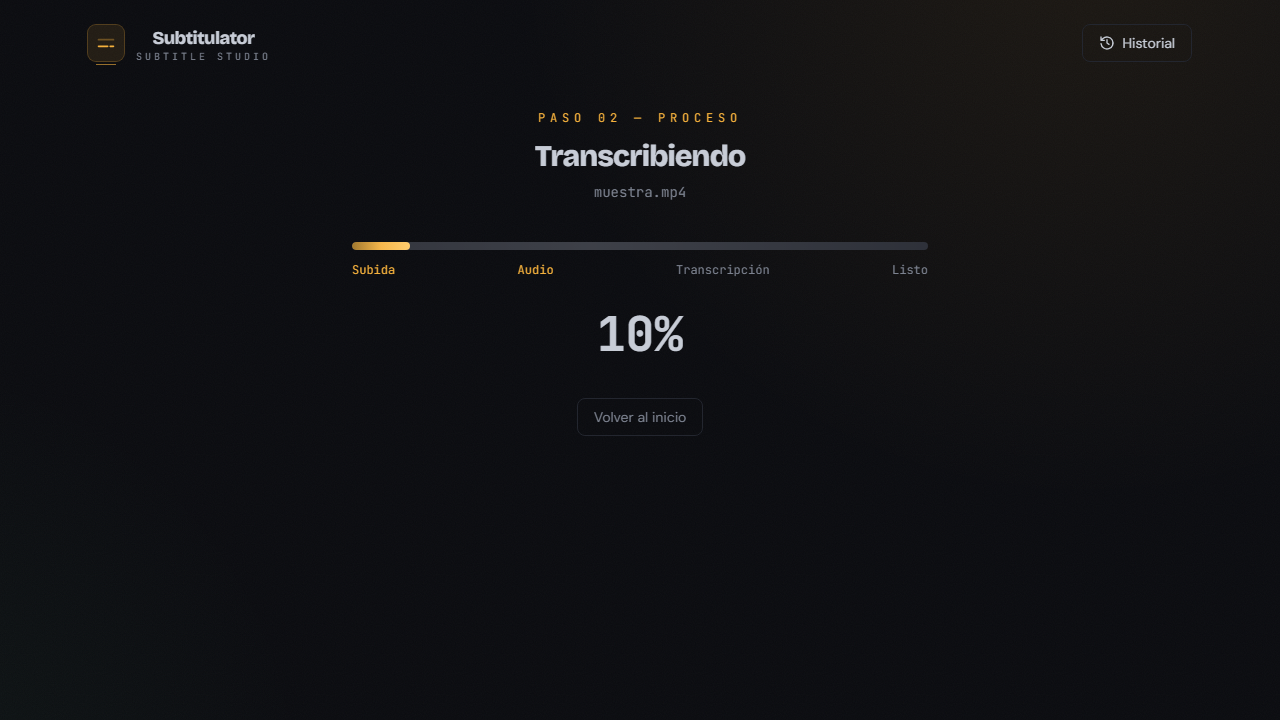 Subtitulator
SUBTITLE STUDIO
Historial
PASO 02 — PROCESO
Transcribiendo
muestra.mp4
Subida Audio Transcripción Listo
10%
Volver al inicio